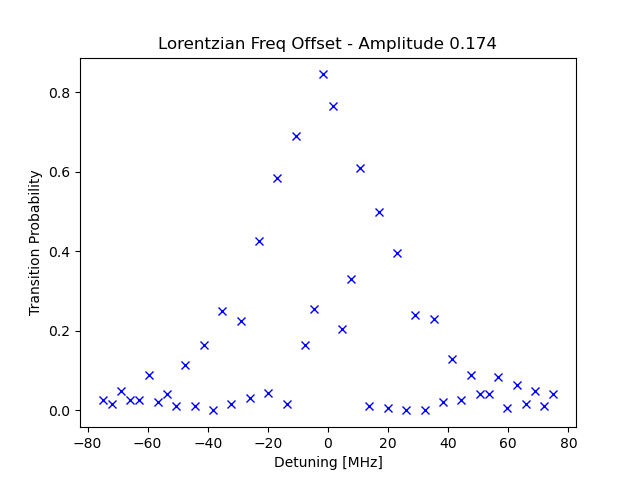 Lorentzian Freq Offset - Amplitude 0.174
Transition Probability
0.8
0.6
0.4
0.2
0.0
−80 −60 −40 −20 0 20 40 60 80
Detuning [MHz]